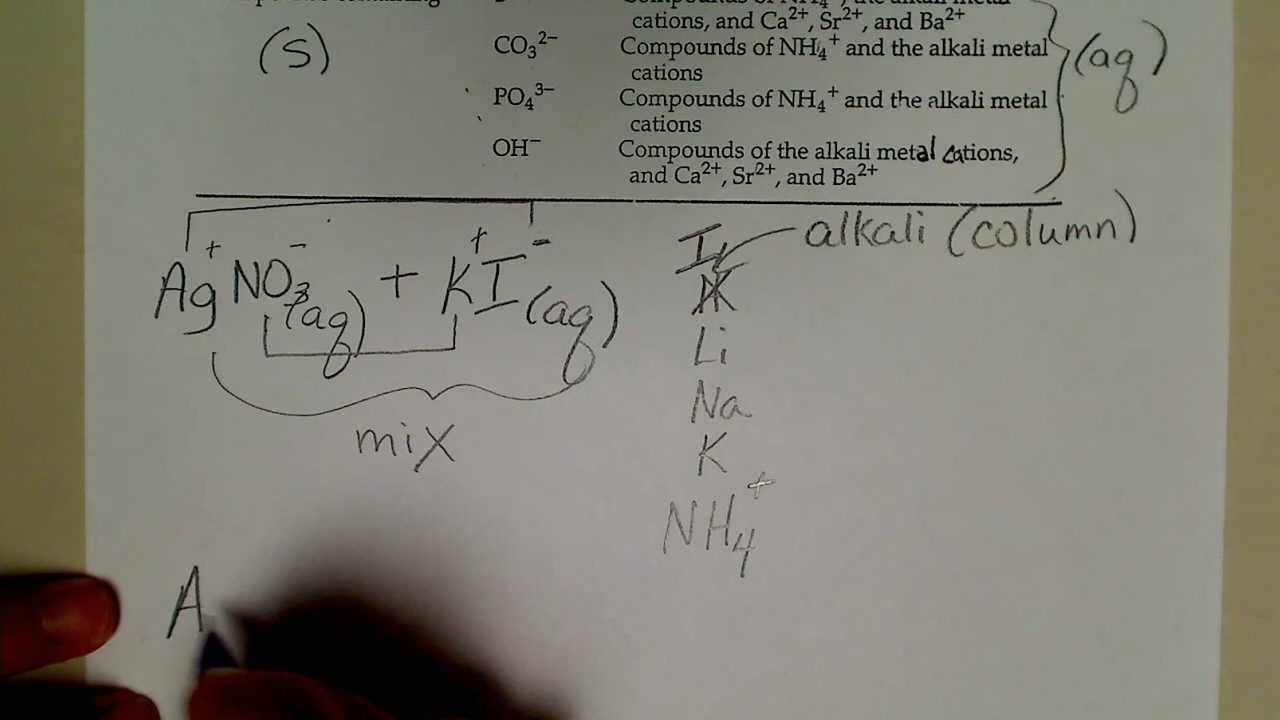 cations, and Ca²⁺, Sr²⁺, and Ba²⁺
(S)
CO₃²⁻ Compounds of NH₄⁺ and the alkali metal
cations
(aq)
PO₄³⁻ Compounds of NH₄⁺ and the alkali metal
cations
OH⁻ Compounds of the alkali metal cations,
and Ca²⁺, Sr²⁺, and Ba²⁺
Ag⁺NO₃⁻(aq) + K⁺I⁻(aq)
mix
I alkali (column)
Li
Na
K
NH₄⁺
A